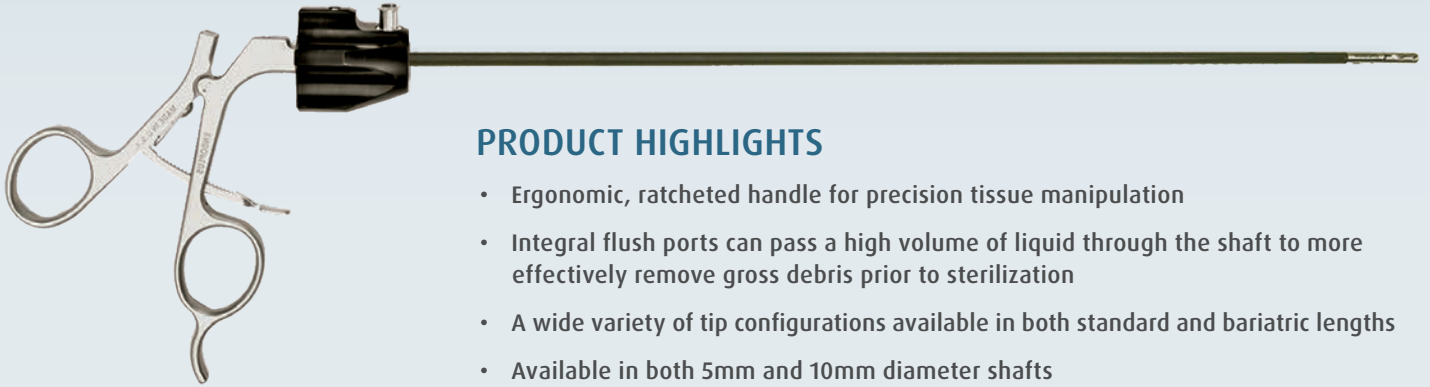 PRODUCT HIGHLIGHTS
• Ergonomic, ratcheted handle for precision tissue manipulation
• Integral flush ports can pass a high volume of liquid through the shaft to more
effectively remove gross debris prior to sterilization
• A wide variety of tip configurations available in both standard and bariatric lengths
• Available in both 5mm and 10mm diameter shafts